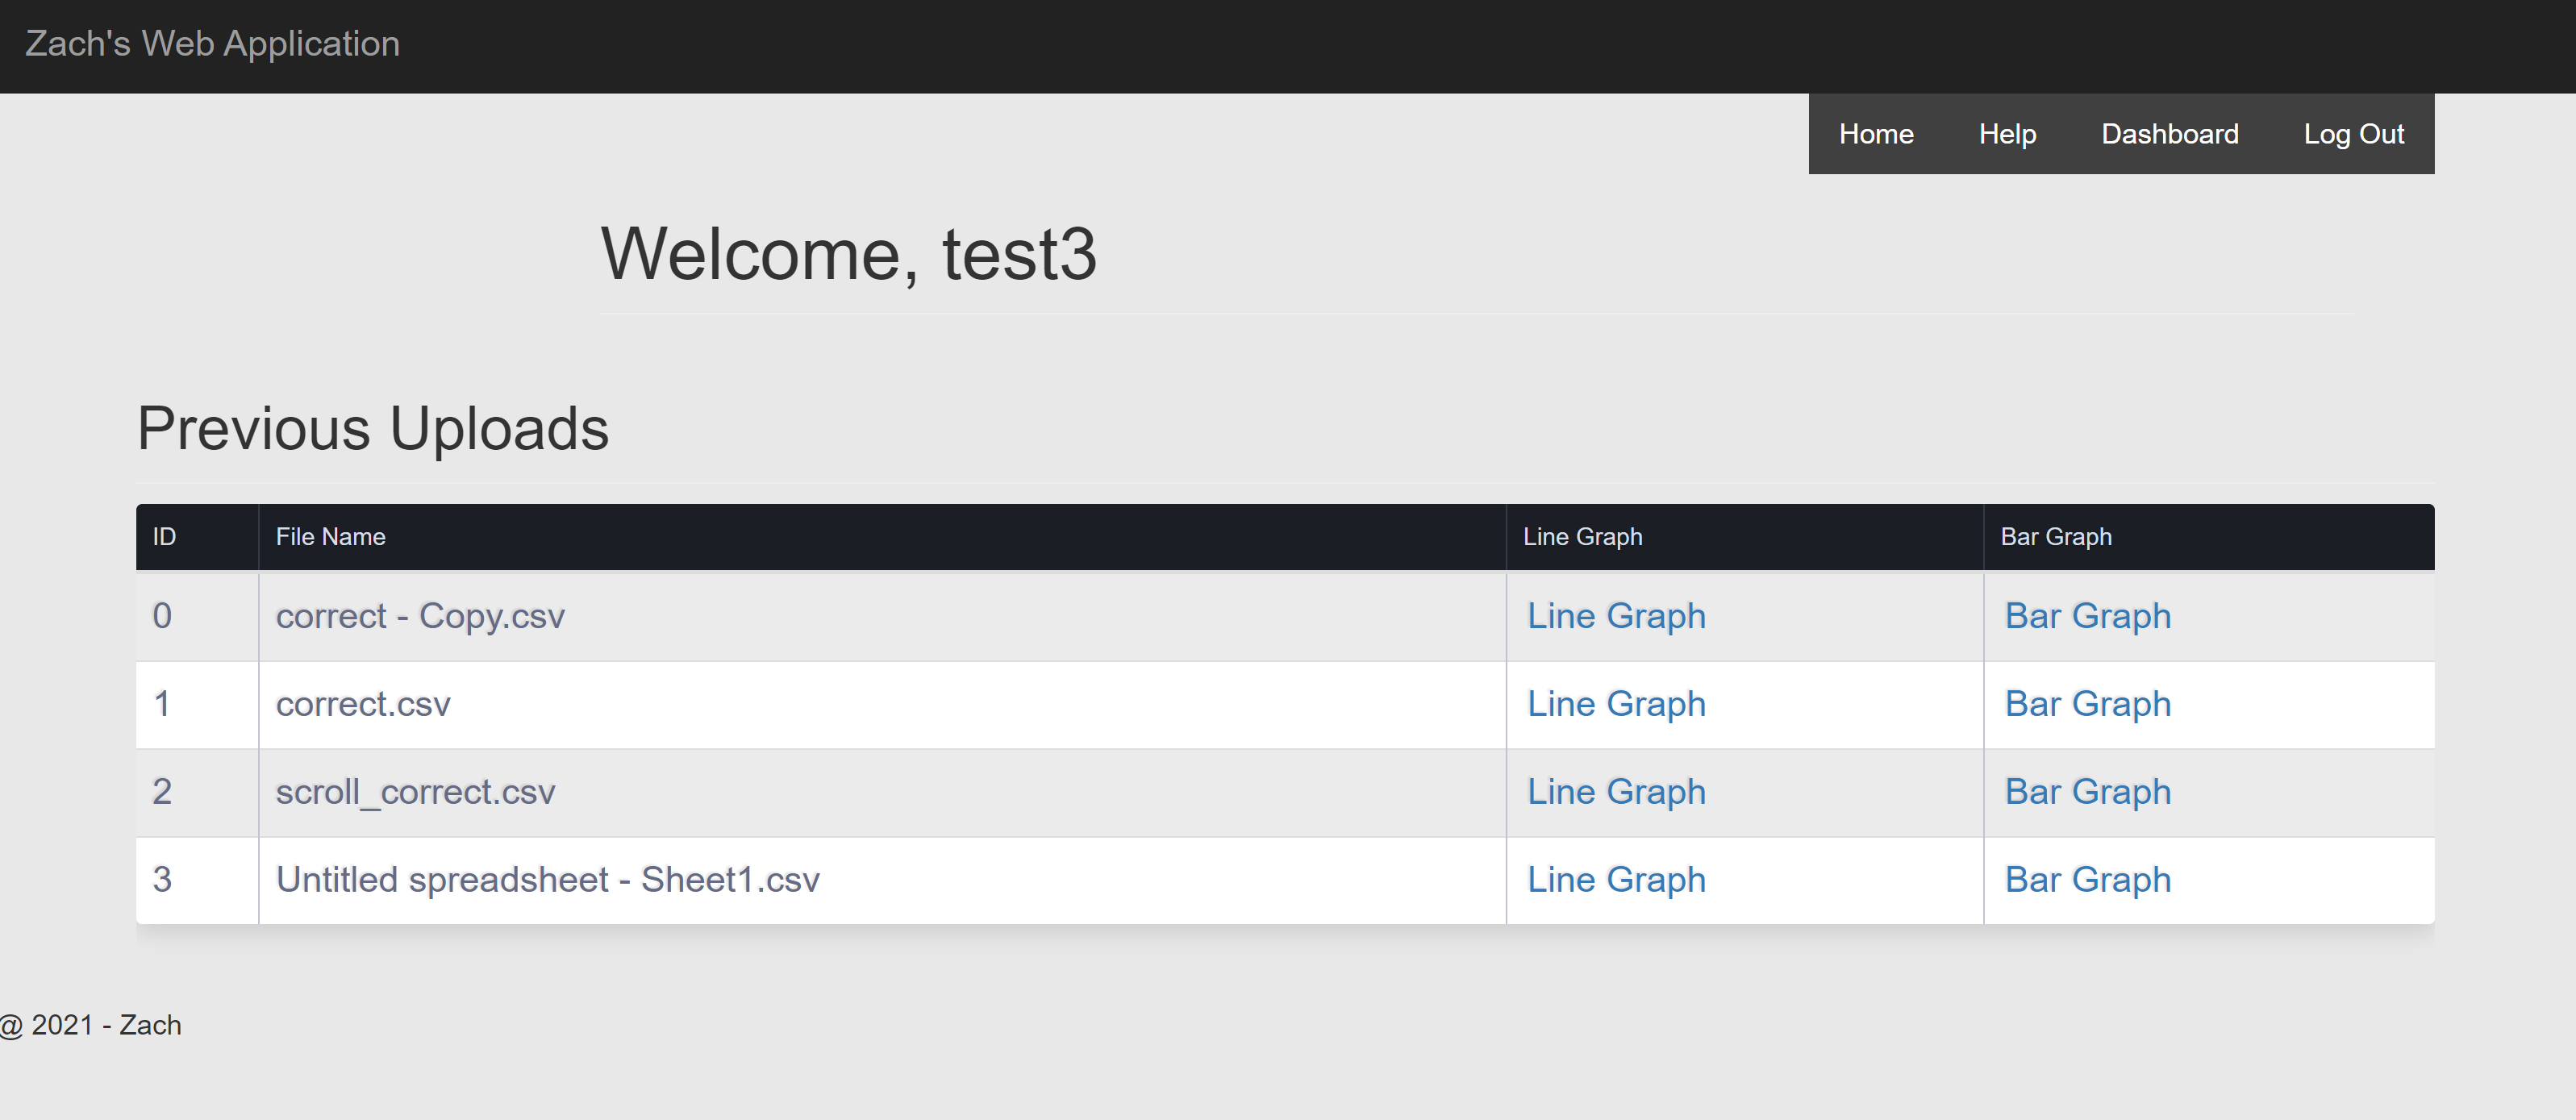 Zach's Web Application
Home Help Dashboard Log Out
Welcome, test3
Previous Uploads
ID File Name Line Graph Bar Graph
0 correct - Copy.csv Line Graph Bar Graph
1 correct.csv Line Graph Bar Graph
2 scroll_correct.csv Line Graph Bar Graph
3 Untitled spreadsheet - Sheet1.csv Line Graph Bar Graph
@ 2021 - Zach